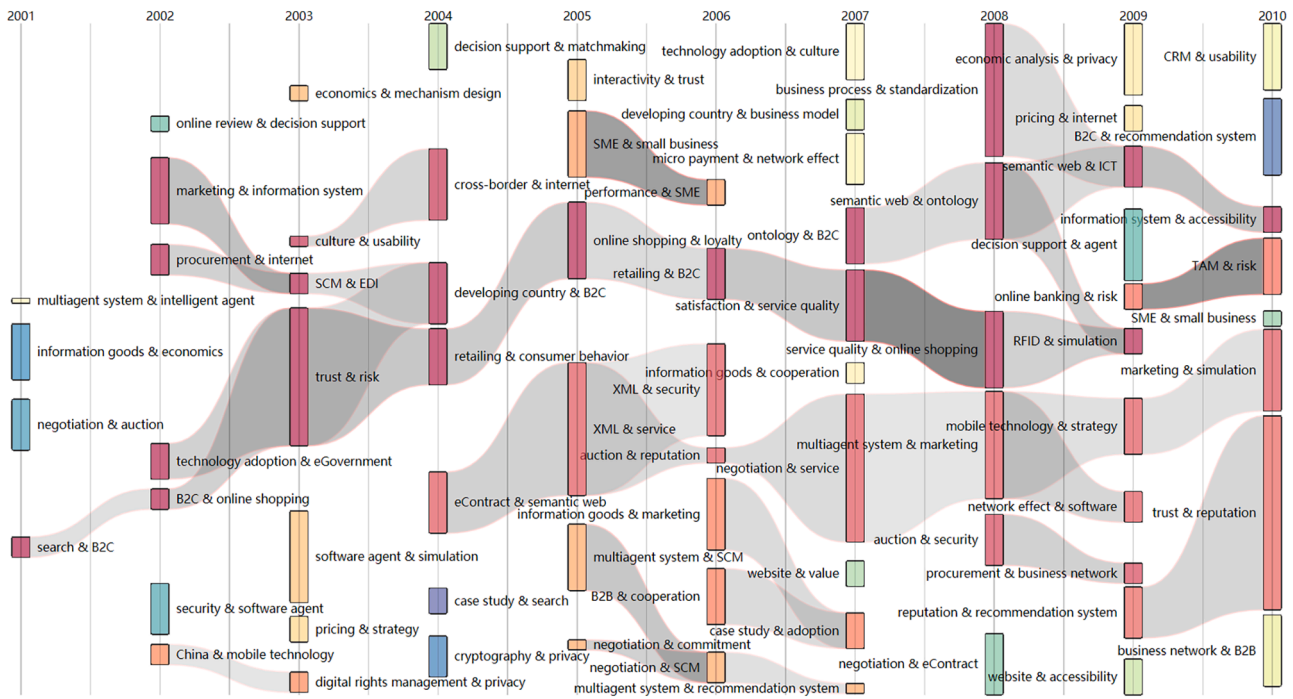 2001 2002 2003 2004 2005 2006 2007 2008 2009 2010
multiagent system & intelligent agent
information goods & economics
negotiation & auction
search & B2C
online review & decision support
marketing & information system
procurement & internet
technology adoption & eGovernment
B2C & online shopping
security & software agent
China & mobile technology
economics & mechanism design
culture & usability
SCM & EDI
trust & risk
software agent & simulation
pricing & strategy
digital rights management & privacy
decision support & matchmaking
cross-border & internet
developing country & B2C
retailing & consumer behavior
eContract & semantic web
case study & search
cryptography & privacy
interactivity & trust
SME & small business
online shopping & loyalty
XML & service
multiagent system & SCM
negotiation & commitment
performance & SME
retailing & B2C
XML & security
auction & reputation
information goods & marketing
B2B & cooperation
negotiation & SCM
technology adoption & culture
developing country & business model
micro payment & network effect
ontology & B2C
satisfaction & service quality
information goods & cooperation
negotiation & service
website & value
case study & adoption
multiagent system & recommendation system
business process & standardization
semantic web & ontology
service quality & online shopping
multiagent system & marketing
auction & security
negotiation & eContract
economic analysis & privacy
pricing & internet
semantic web & ICT
decision support & agent
online banking & risk
RFID & simulation
mobile technology & strategy
network effect & software
procurement & business network
reputation & recommendation system
website & accessibility
CRM & usability
B2C & recommendation system
information system & accessibility
TAM & risk
SME & small business
marketing & simulation
trust & reputation
business network & B2B